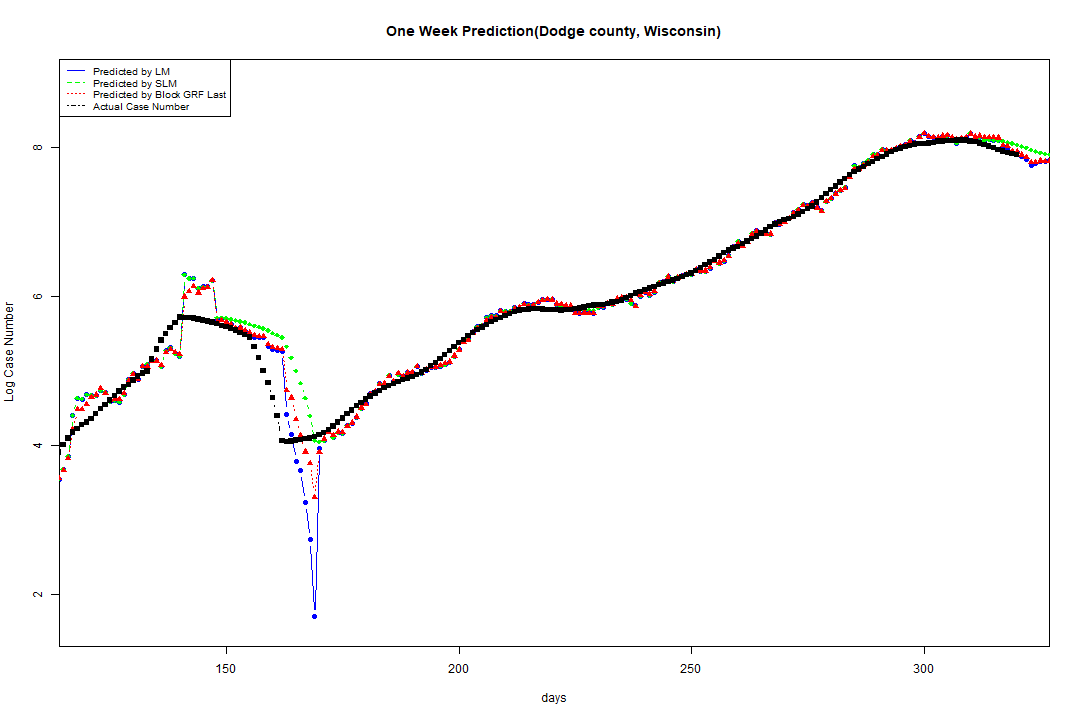 One Week Prediction(Dodge county, Wisconsin)
Predicted by LM
Predicted by SLM
Predicted by Block GRF Last
Actual Case Number
8
6
4
2
Log Case Number
150 200 250 300
days